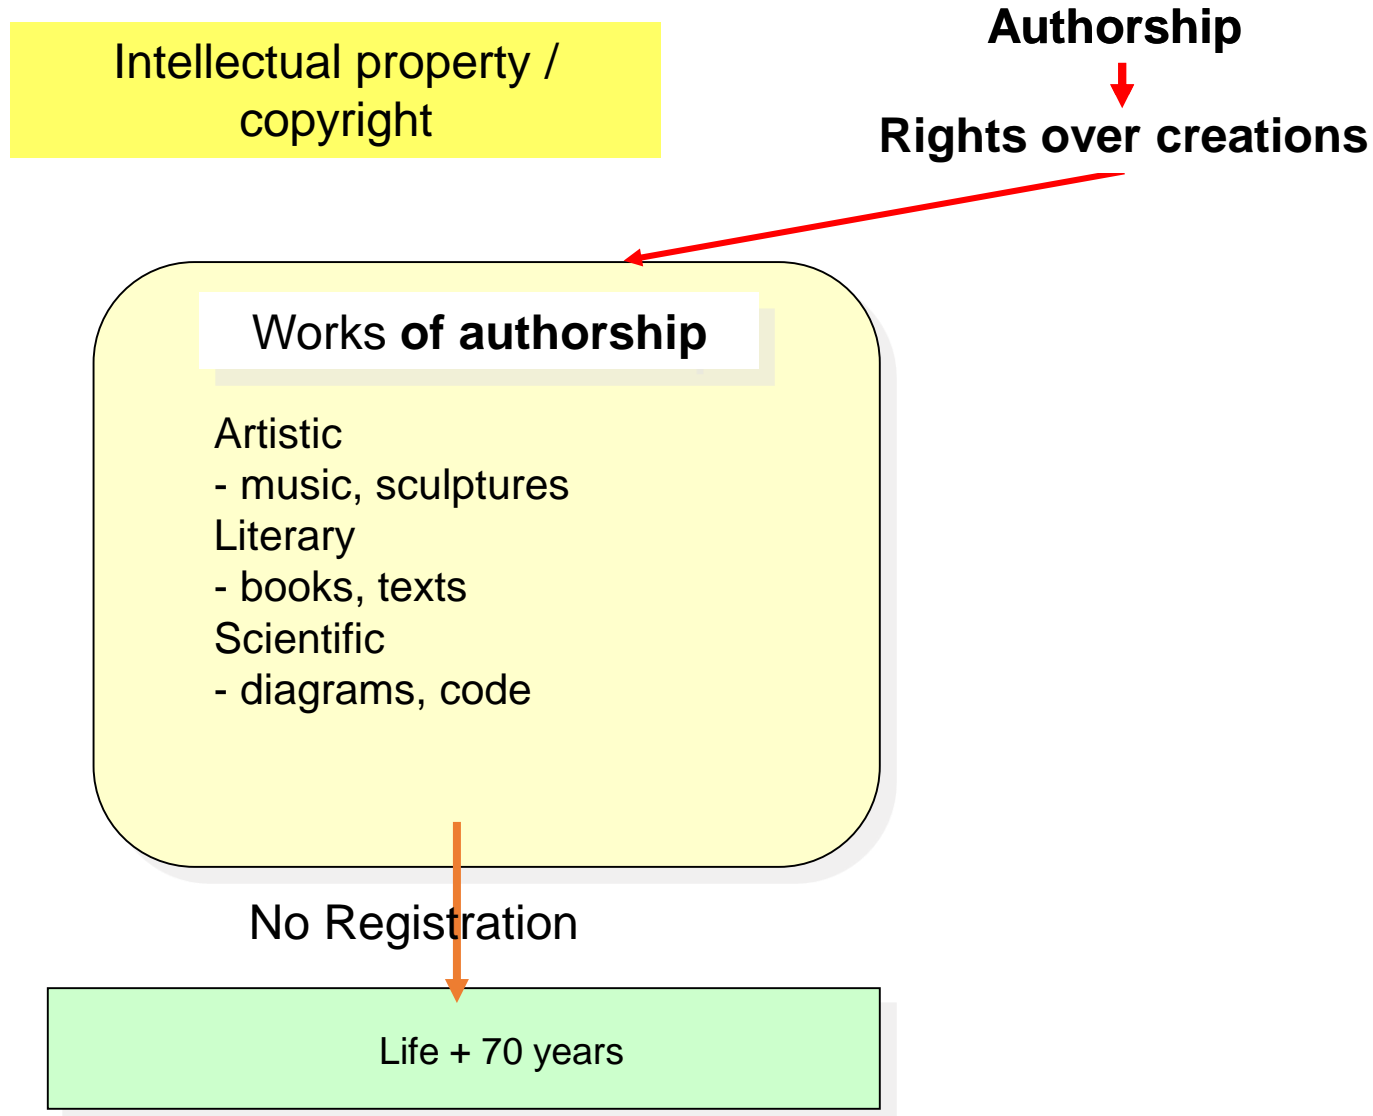 Intellectual property /
copyright
Authorship
Rights over creations
Works of authorship
Artistic
- music, sculptures
Literary
- books, texts
Scientific
- diagrams, code
No Registration
Life + 70 years